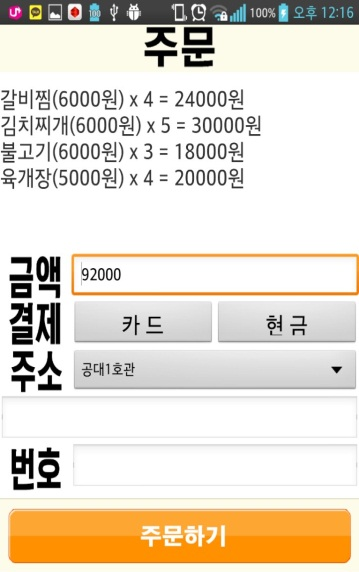 100% 오후 12:16
주문
갈비찜(6000원) x 4 = 24000원
김치찌개(6000원) x 5 = 30000원
불고기(6000원) x 3 = 18000원
육개장(5000원) x 4 = 20000원
금액 92000
결제 카드 현금
주소 공대1호관
번호
주문하기